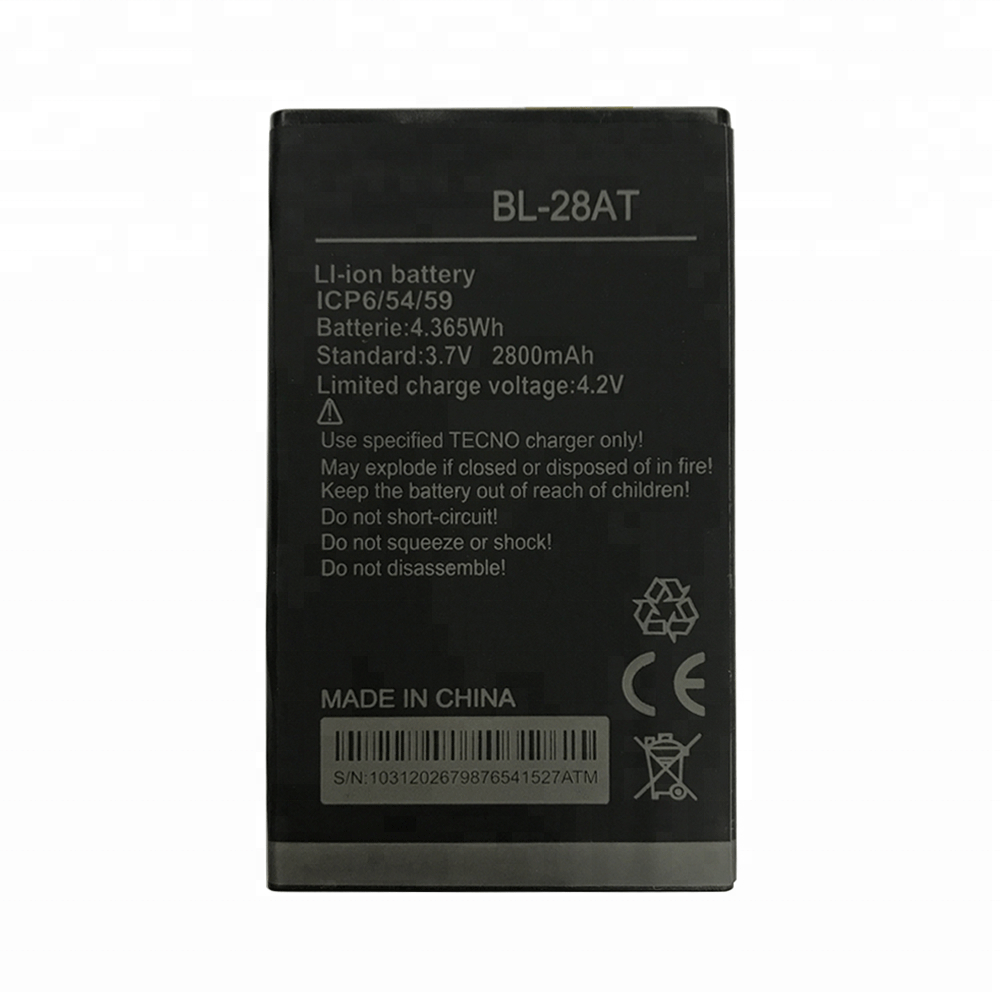 BL-28AT
LI-ion battery
ICP6/54/59
Batterie:4.365Wh
Standard:3.7V 2800mAh
Limited charge voltage:4.2V
Use specified TECNO charger only!
May explode if closed or disposed of in fire!
Keep the battery out of reach of children!
Do not short-circuit!
Do not squeeze or shock!
Do not disassemble!
CE
MADE IN CHINA
S/N:1031202679876541527ATM